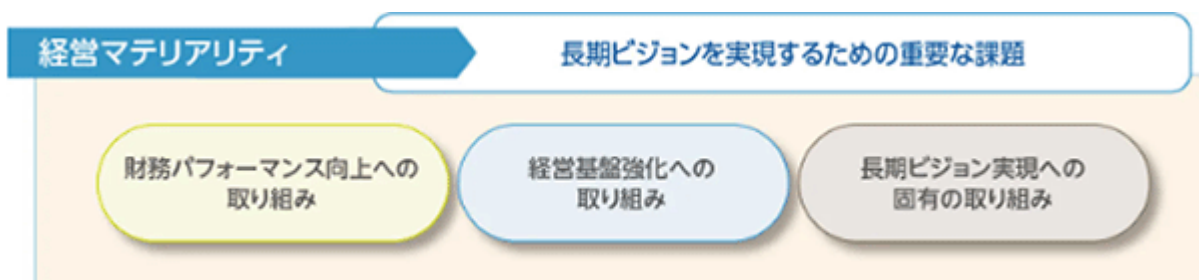 経営マテリアリティ
長期ビジョンを実現するための重要な課題
財務パフォーマンス向上への
取り組み
経営基盤強化への
取り組み
長期ビジョン実現への
固有の取り組み